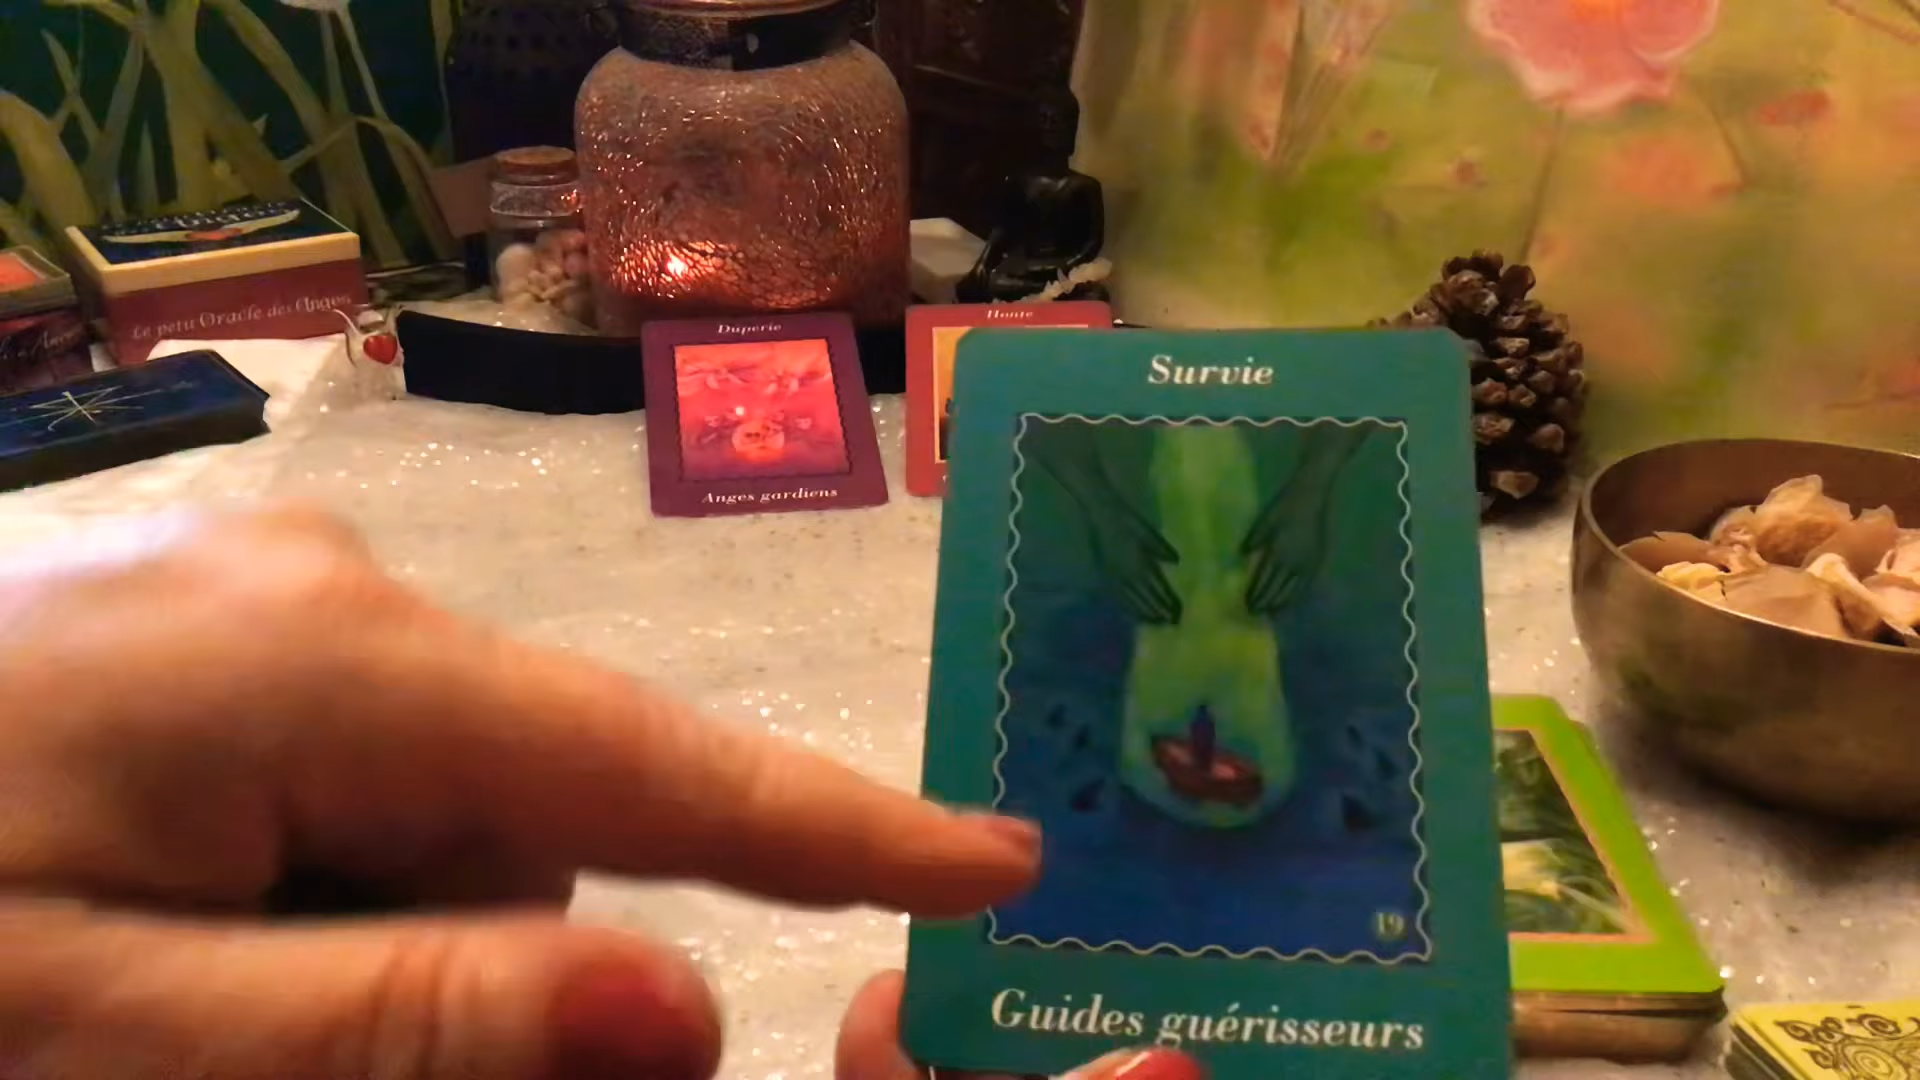 Le petit Oracle des Anges
Duperie
Anges gardiens
Honte
Survie
19
Guides guérisseurs